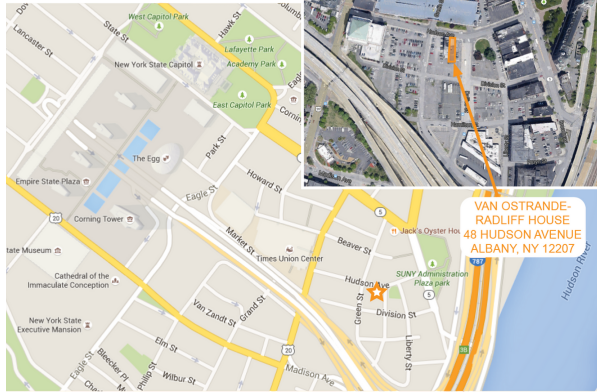 West Capitol Park
Hawk St
Lancaster St
State St
Lafayette Park
New York State Capitol
Academy Park
Eagle
East Capitol Park
Corning
Park St
The Egg
Empire State Plaza
Eagle St
Howard St
20
Corning Tower
Market St
5
Jack's Oyster Hou
Beaver St
Times Union Center
tate Museum
787
SUNY Administration
Plaza park
Cathedral of the
Immaculate Conception
Hudson Ave
Green St
5
Division St
Van Zandt St
Grand St
New York State
Executive Mansion
Elm St
20
Liberty St
Eagle St
Bleecker Pl
Philip St
Wilbur St
Madison Ave
Hudson River
VAN OSTRANDE-
RADLIFF HOUSE
48 HUDSON AVENUE
ALBANY, NY 12207